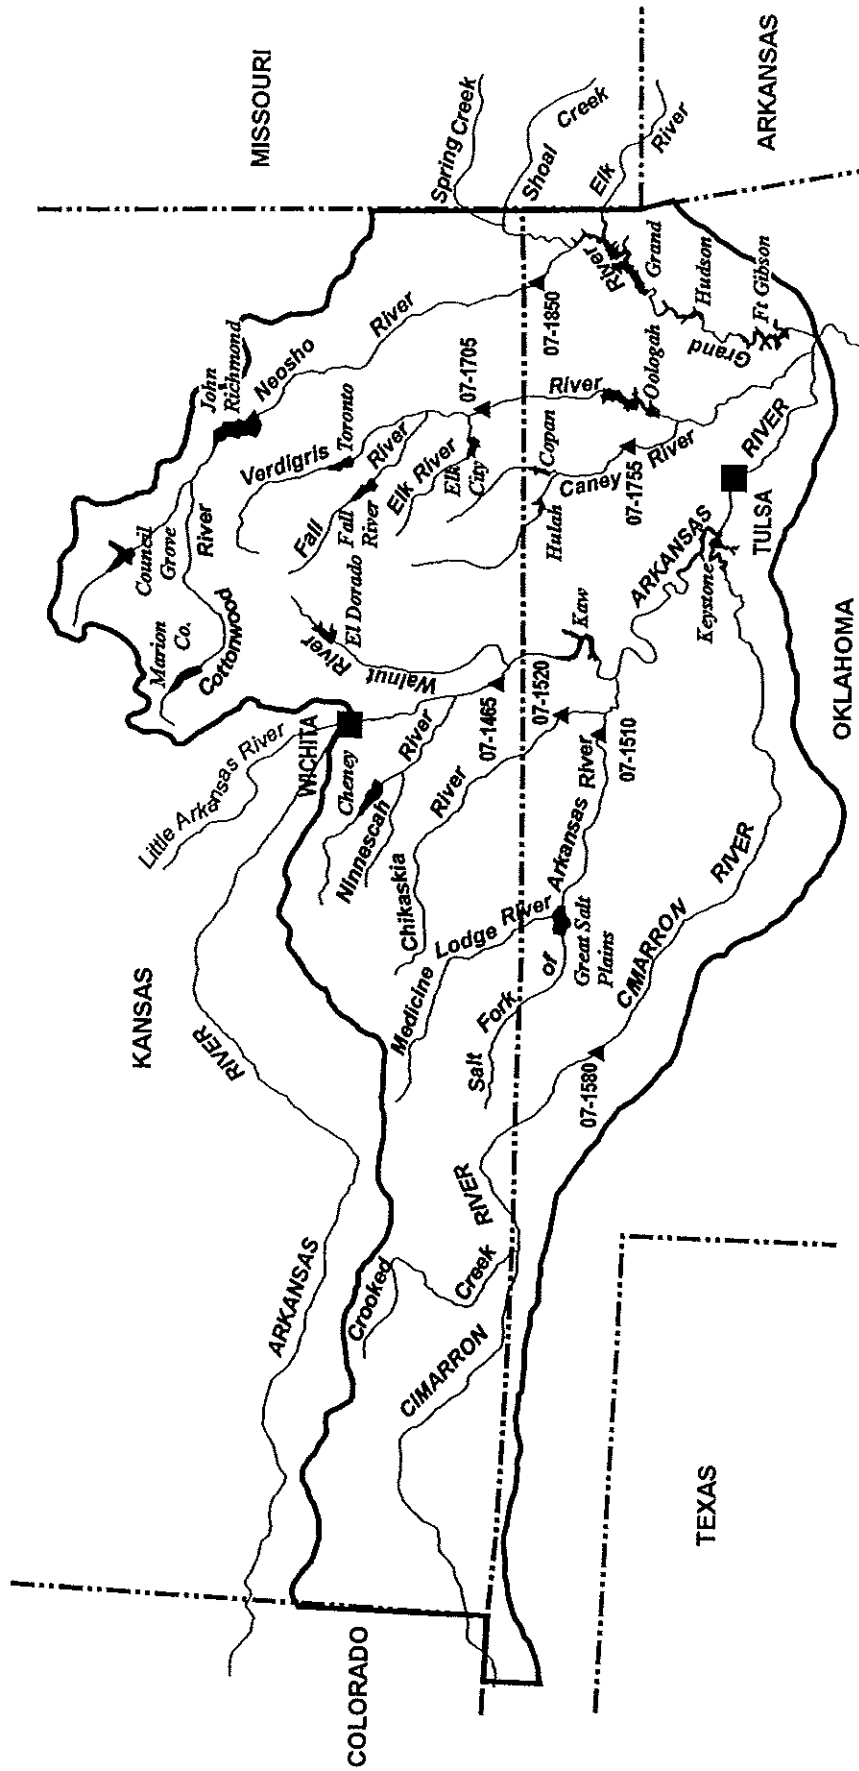 KANSAS
MISSOURI
COLORADO
TEXAS
OKLAHOMA
ARKANSAS
ARKANSAS
RIVER
Little Arkansas River
WICHITA
Cheney
Ninnescah
River
Chikaskia
River
Medicine
Lodge River
Salt
Fork
of
Arkansas
River
Great Salt
Plains
Crooked
Creek
CIMARRON
RIVER
CIMARRON
RIVER
07-1580
07-1510
07-1520
07-1465
Walnut
River
El Dorado
Kaw
ARKANSAS
RIVER
Keystone
TULSA
Marion
Co.
Cottonwood
River
Council
Grove
John
Richmond
Neosho
River
Verdigris
Toronto
Fall
River
Fall
River
Elk River
Elk
City
07-1705
River
Oologah
Hulah
Copan
Caney
River
07-1755
07-1850
Spring Creek
Shoal
Creek
Elk
River
River
Grand
Hudson
Ft Gibson
Grand